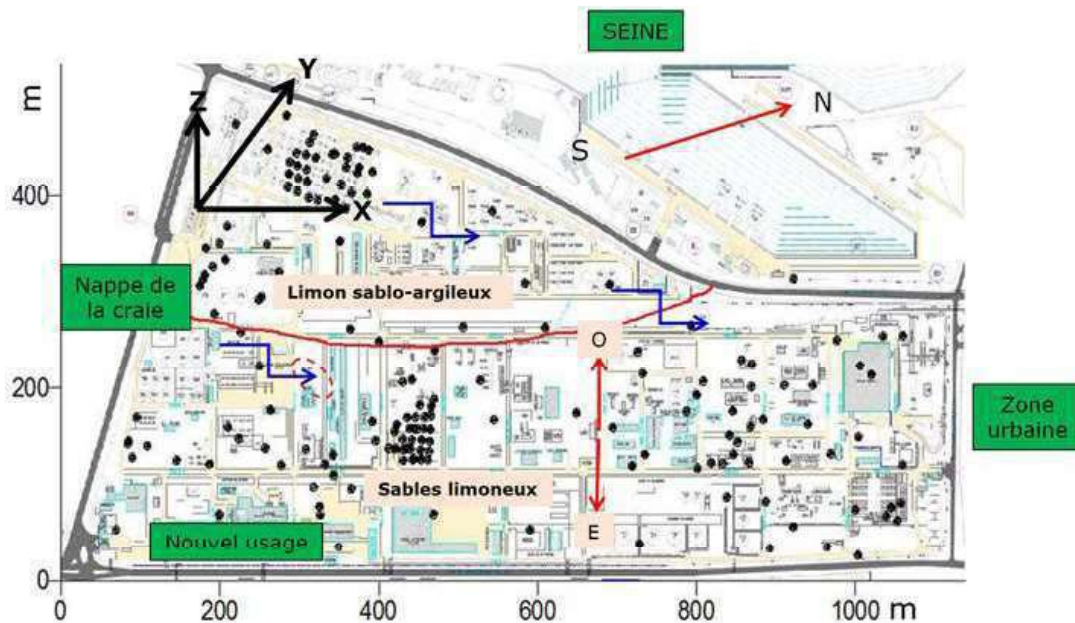 SEINE
Y
Z
X
S
N
m
400
Nappe de
la craie
Limon sablo-argileux
O
200
Zone
urbaine
Sables limoneux
E
Nouvel usage
0
0
200
400
600
800
1000
m